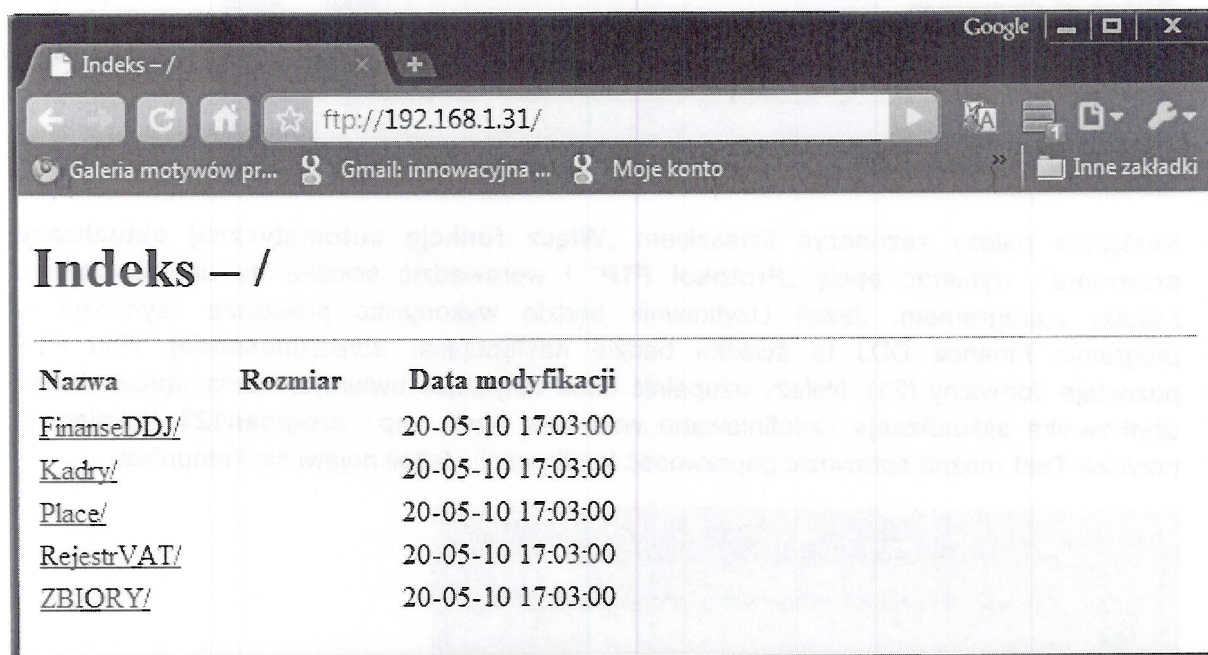 Google
Indeks – /
ftp://192.168.1.31/
1
Galeria motywów pr... Gmail: innowacyjna ... Moje konto » Inne zakładki
Indeks – /
Nazwa Rozmiar Data modyfikacji
FinanseDDJ/ 20-05-10 17:03:00
Kadry/ 20-05-10 17:03:00
Place/ 20-05-10 17:03:00
RejestrVAT/ 20-05-10 17:03:00
ZBIORY/ 20-05-10 17:03:00